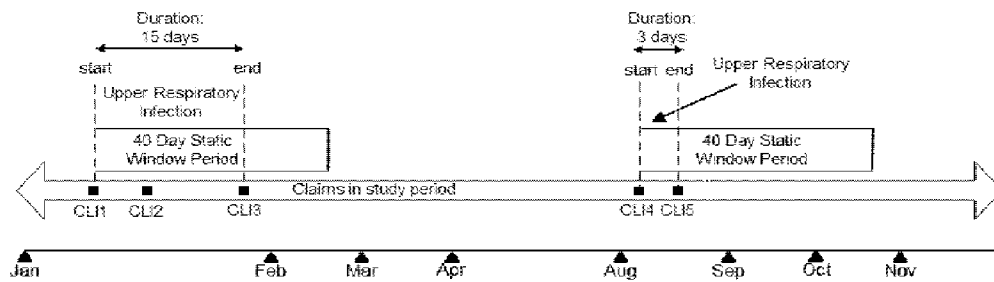 Duration:
15 days
start
end
Upper Respiratory
Infection
40 Day Static
Window Period
Duration:
3 days
start end
Upper Respiratory
Infection
40 Day Static
Window Period
Claims in study period
CLI1 CLI2 CLI3 CLI4 CLI5
Jan Feb Mar Apr Aug Sep Oct Nov